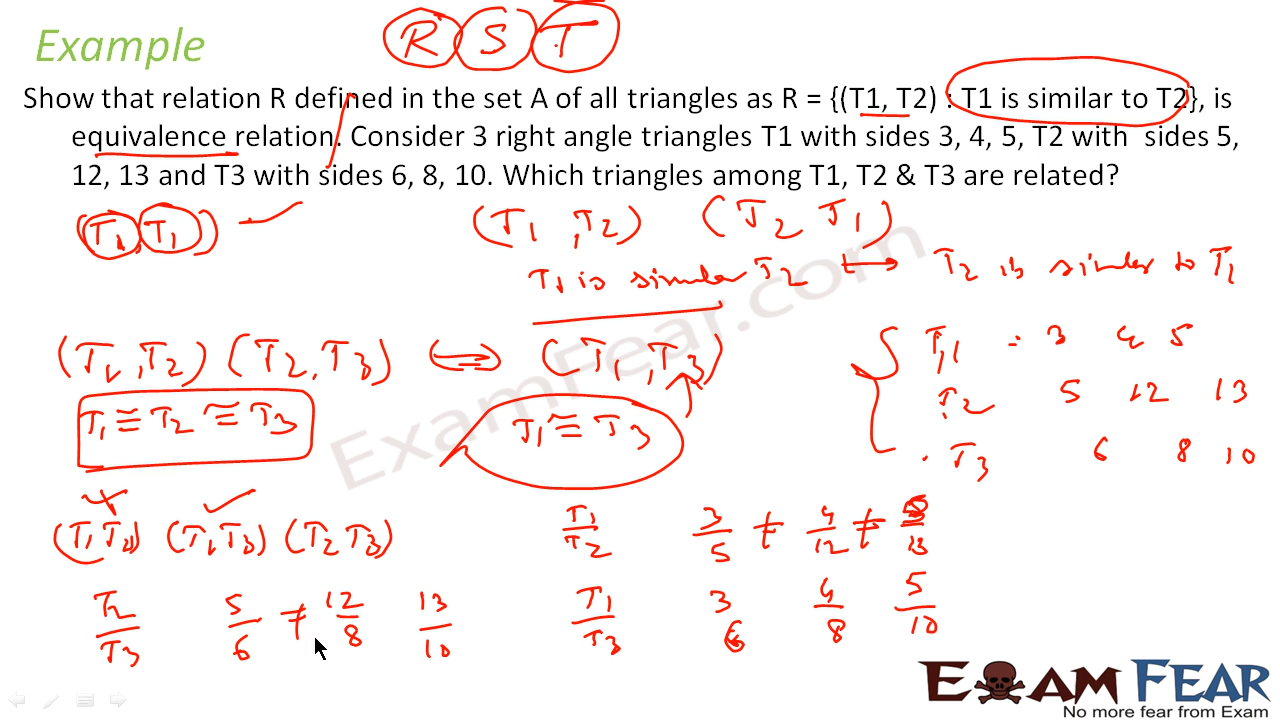 Example
R S T
Show that relation R defined in the set A of all triangles as R = {(T1, T2) : T1 is similar to T2}, is
equivalence relation. Consider 3 right angle triangles T1 with sides 3, 4, 5, T2 with sides 5,
12, 13 and T3 with sides 6, 8, 10. Which triangles among T1, T2 & T3 are related?
(T1, T1) ✓ (T1, T2) (T2 T1)
T1 is similar T2 ↔ T2 is similar to T1
(T1, T2) (T2, T3) ⇔ (T1, T3)
T1 ≅ T2 ≅ T3
T1 ≅ T3
T1 = 3 4 5
T2 5 12 13
T3 6 8 10
(T1 T2) (T1 T3) (T2 T3)
T1/T2 3/5 ≠ 4/12 ≠ 5/13
T2/T3 5/6 ≠ 12/8 13/10
T1/T3 3/6 4/8 5/10
ExamFear.com
EXAM FEAR
No more fear from Exam